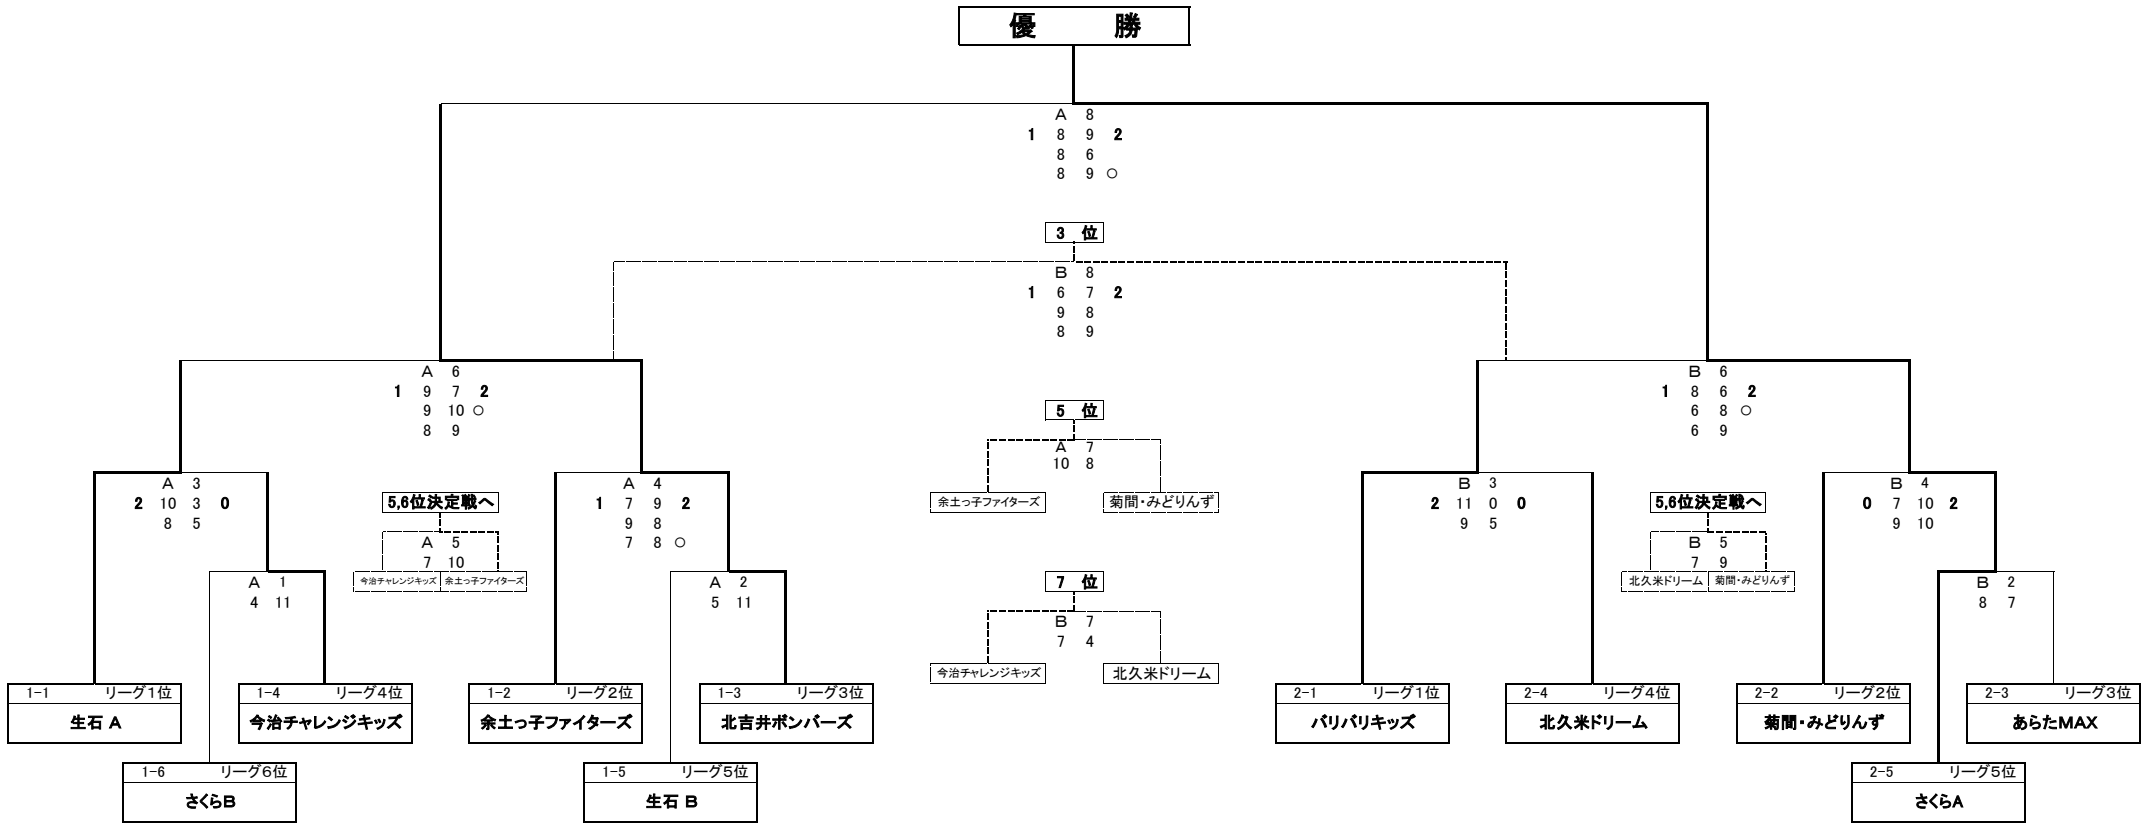 優 勝
A 8
1 8 9 2
8 6
8 9 ○
3 位
B 8
1 6 7 2
9 8
8 9
A 6
1 9 7 2
9 10 ○
8 9
B 6
1 8 6 2
6 8 ○
6 9
5 位
A 7
10 8
余土っ子ファイターズ 菊間・みどりんず
A 3
2 10 3 0
8 5
5,6位決定戦へ
A 5
7 10
今治チャレンジキッズ 余土っ子ファイターズ
A 4
1 7 9 2
9 8
7 8 ○
B 3
2 11 0 0
9 5
5,6位決定戦へ
B 5
7 9
北久米ドリーム 菊間・みどりんず
B 4
0 7 10 2
9 10
A 1
4 11
A 2
5 11
7 位
B 7
7 4
今治チャレンジキッズ 北久米ドリーム
B 2
8 7
1-1 リーグ1位
生石 A
1-4 リーグ4位
今治チャレンジキッズ
1-2 リーグ2位
余土っ子ファイターズ
1-3 リーグ3位
北吉井ボンバーズ
2-1 リーグ1位
バリバリキッズ
2-4 リーグ4位
北久米ドリーム
2-2 リーグ2位
菊間・みどりんず
2-3 リーグ3位
あらたMAX
1-6 リーグ6位
さくらB
1-5 リーグ5位
生石 B
2-5 リーグ5位
さくらA